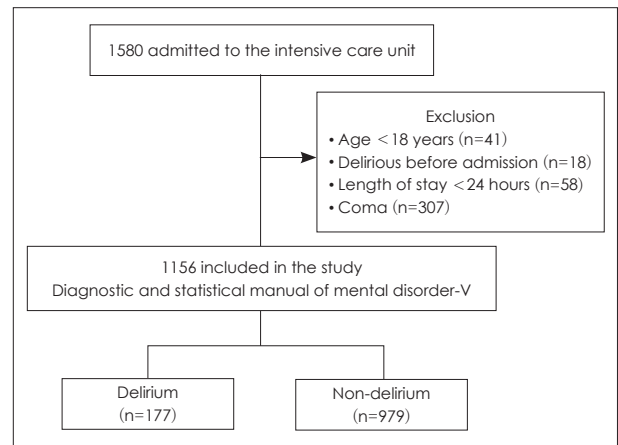 1580 admitted to the intensive care unit
Exclusion
• Age <18 years (n=41)
• Delirious before admission (n=18)
• Length of stay <24 hours (n=58)
• Coma (n=307)
1156 included in the study
Diagnostic and statistical manual of mental disorder-V
Delirium
(n=177)
Non-delirium
(n=979)